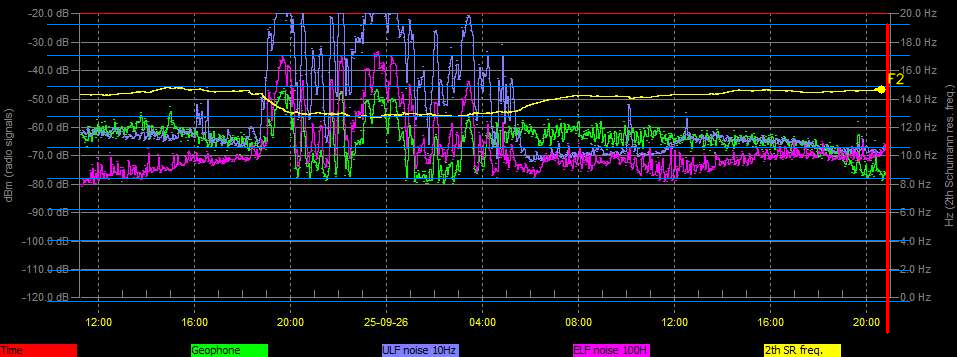 -20.0 dB 20.0 Hz
-30.0 dB 18.0 Hz
-40.0 dB 16.0 Hz
F2
-50.0 dB 14.0 Hz
-60.0 dB 12.0 Hz
-70.0 dB 10.0 Hz
-80.0 dB 8.0 Hz
-90.0 dB 6.0 Hz
-100.0 dB 4.0 Hz
-110.0 dB 2.0 Hz
-120.0 dB 0.0 Hz
dBm (radio signals)
Hz (2th Schumann res. freq.)
12:00 16:00 20:00 25-09-26 04:00 08:00 12:00 16:00 20:00
Time Geophone ULF noise 10Hz ELF noise 100H 2th SR freq.